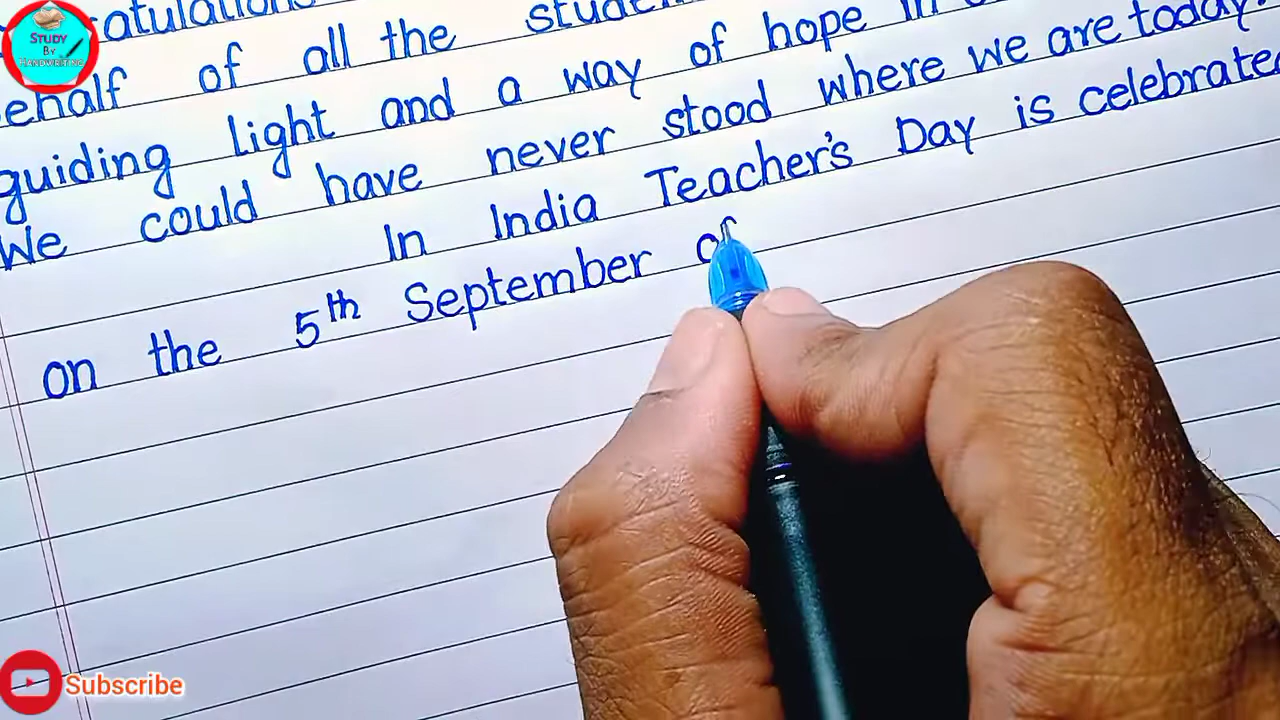 of all the
guiding light and a way of hope in
We could have never stood where we are today.
In India Teacher's Day is celebrated
on the 5th September of
STUDY
BY
HANDWRITING
Subscribe